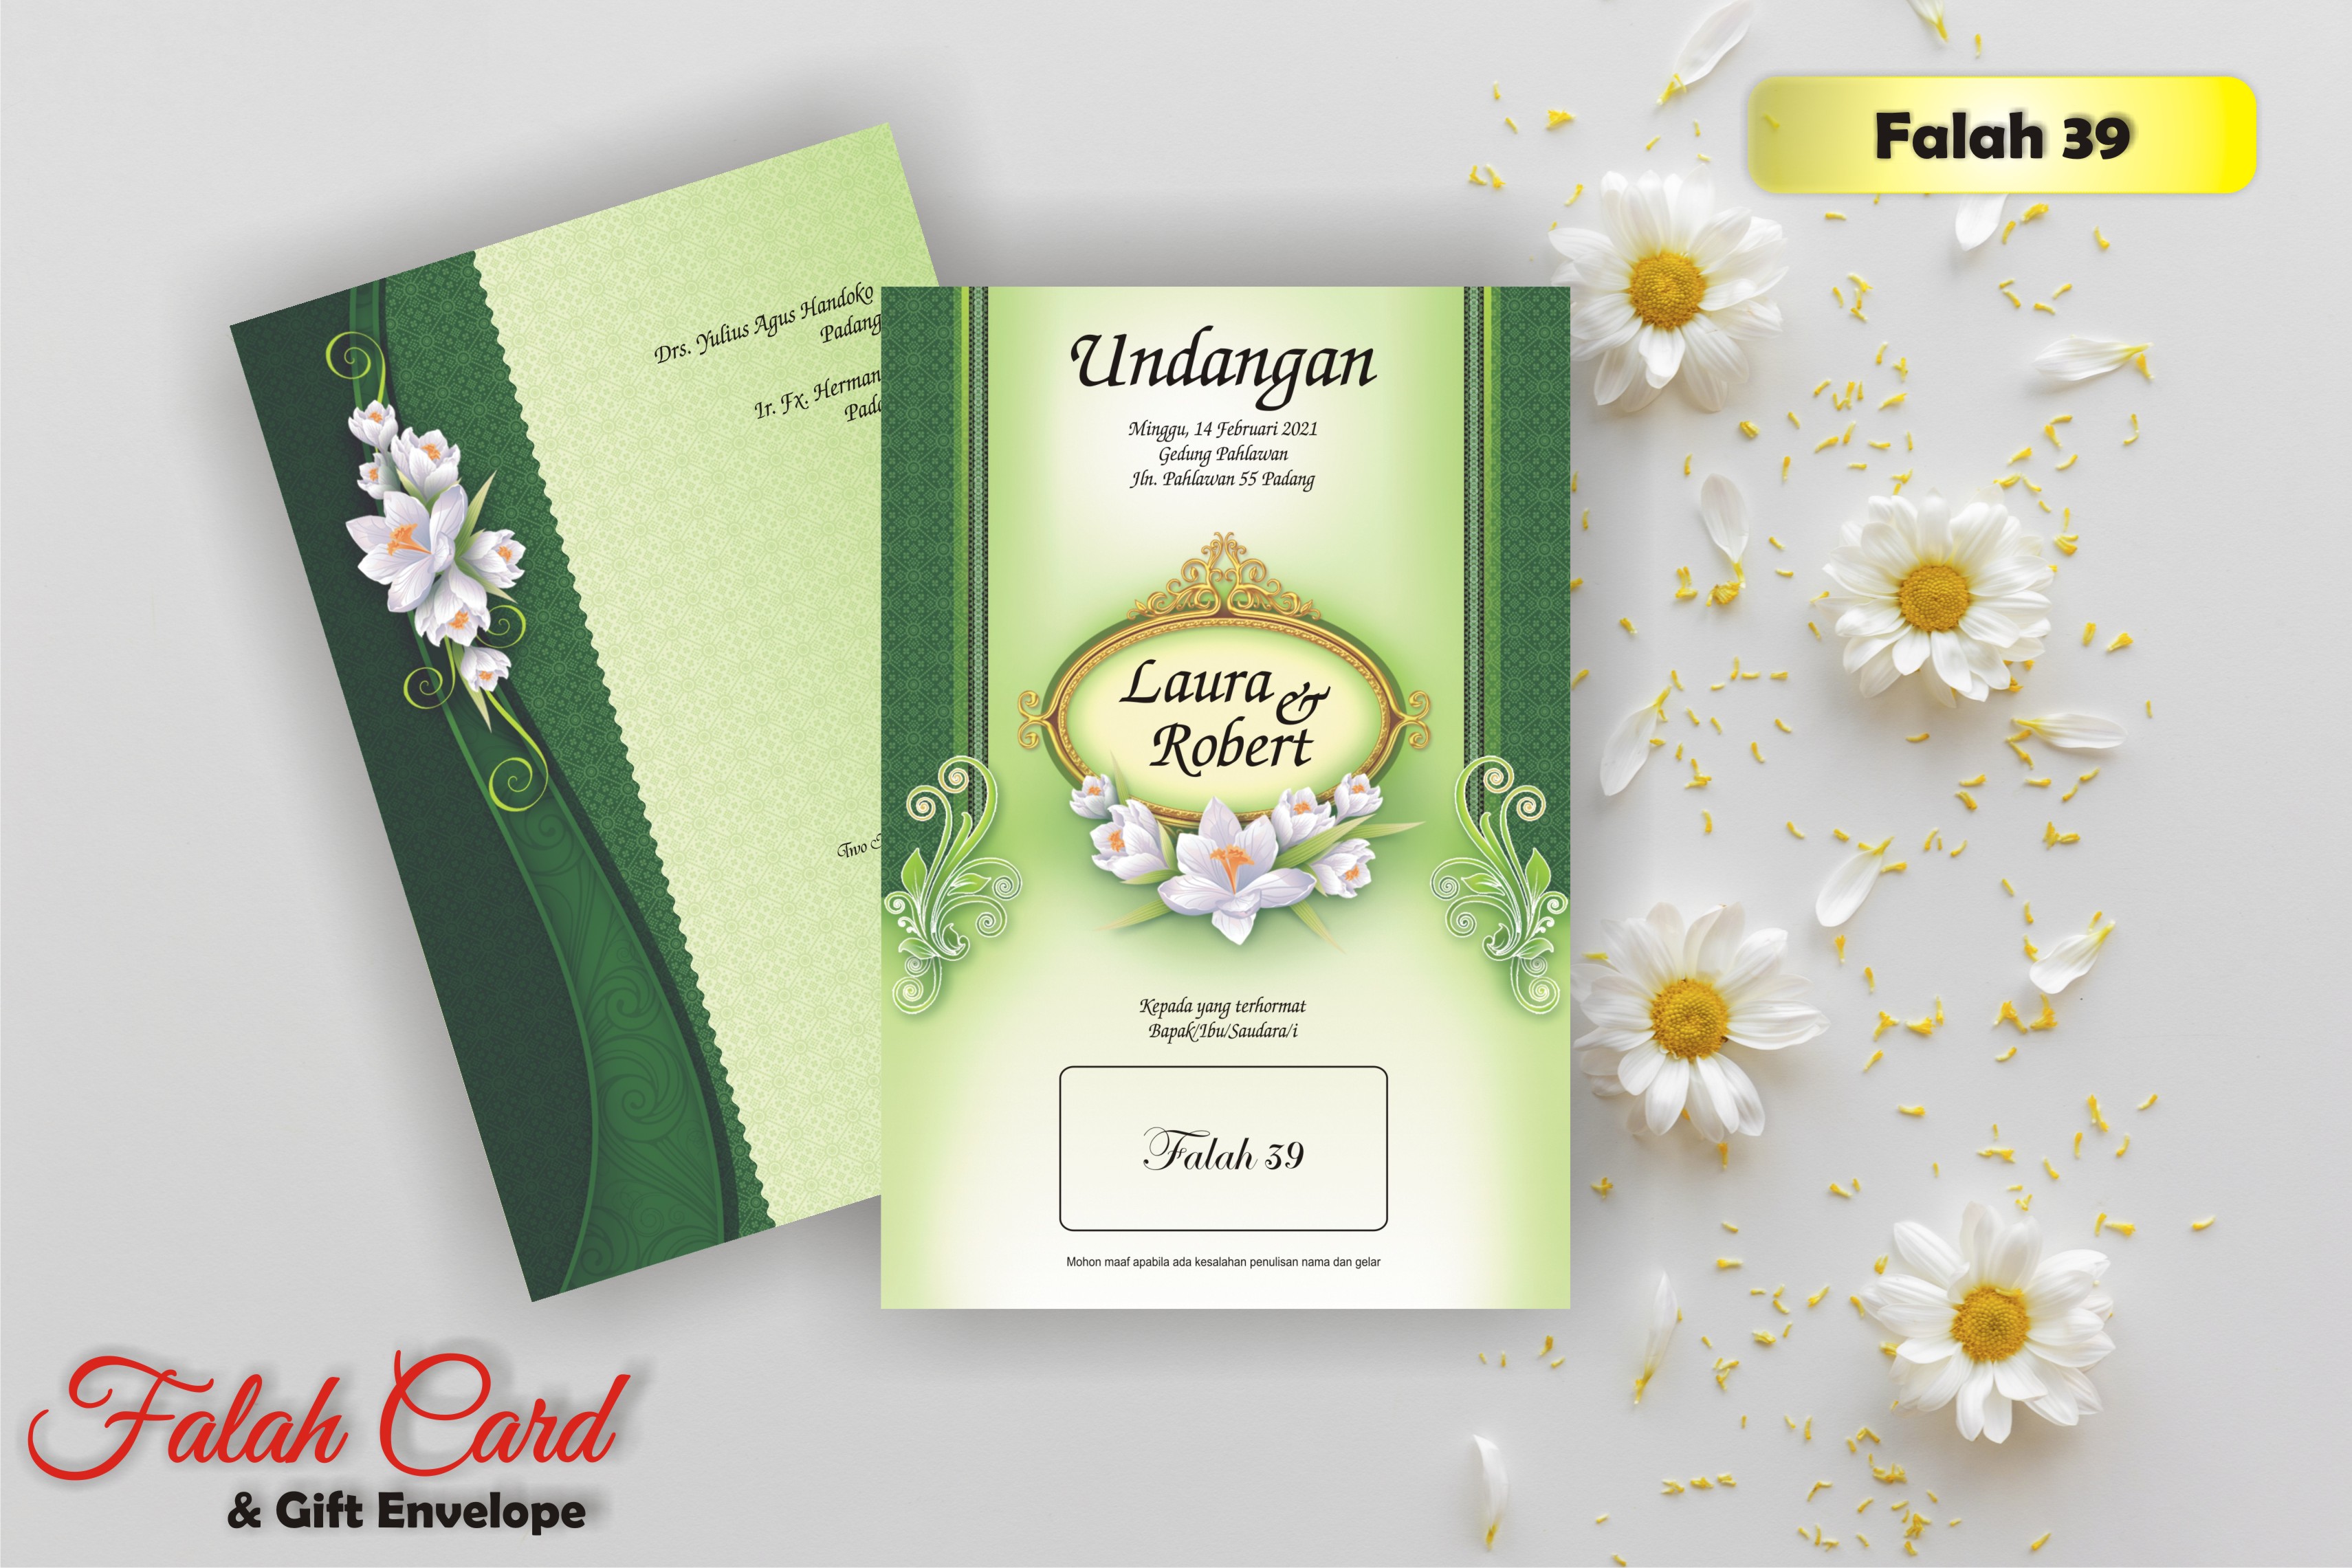 Falah 39
Drs. Yulius Agus Handoko
Padang
Ir. Fx. Herman
Undangan
Minggu, 14 Februari 2021
Gedung Pahlawan
Jln. Pahlawan 55 Padang
Laura &
Robert
Two
Kepada yang terhormat
Bapak/Ibu/Saudara/i
Falah 39
Mohon maaf apabila ada kesalahan penulisan nama dan gelar
Falah Card
& Gift Envelope